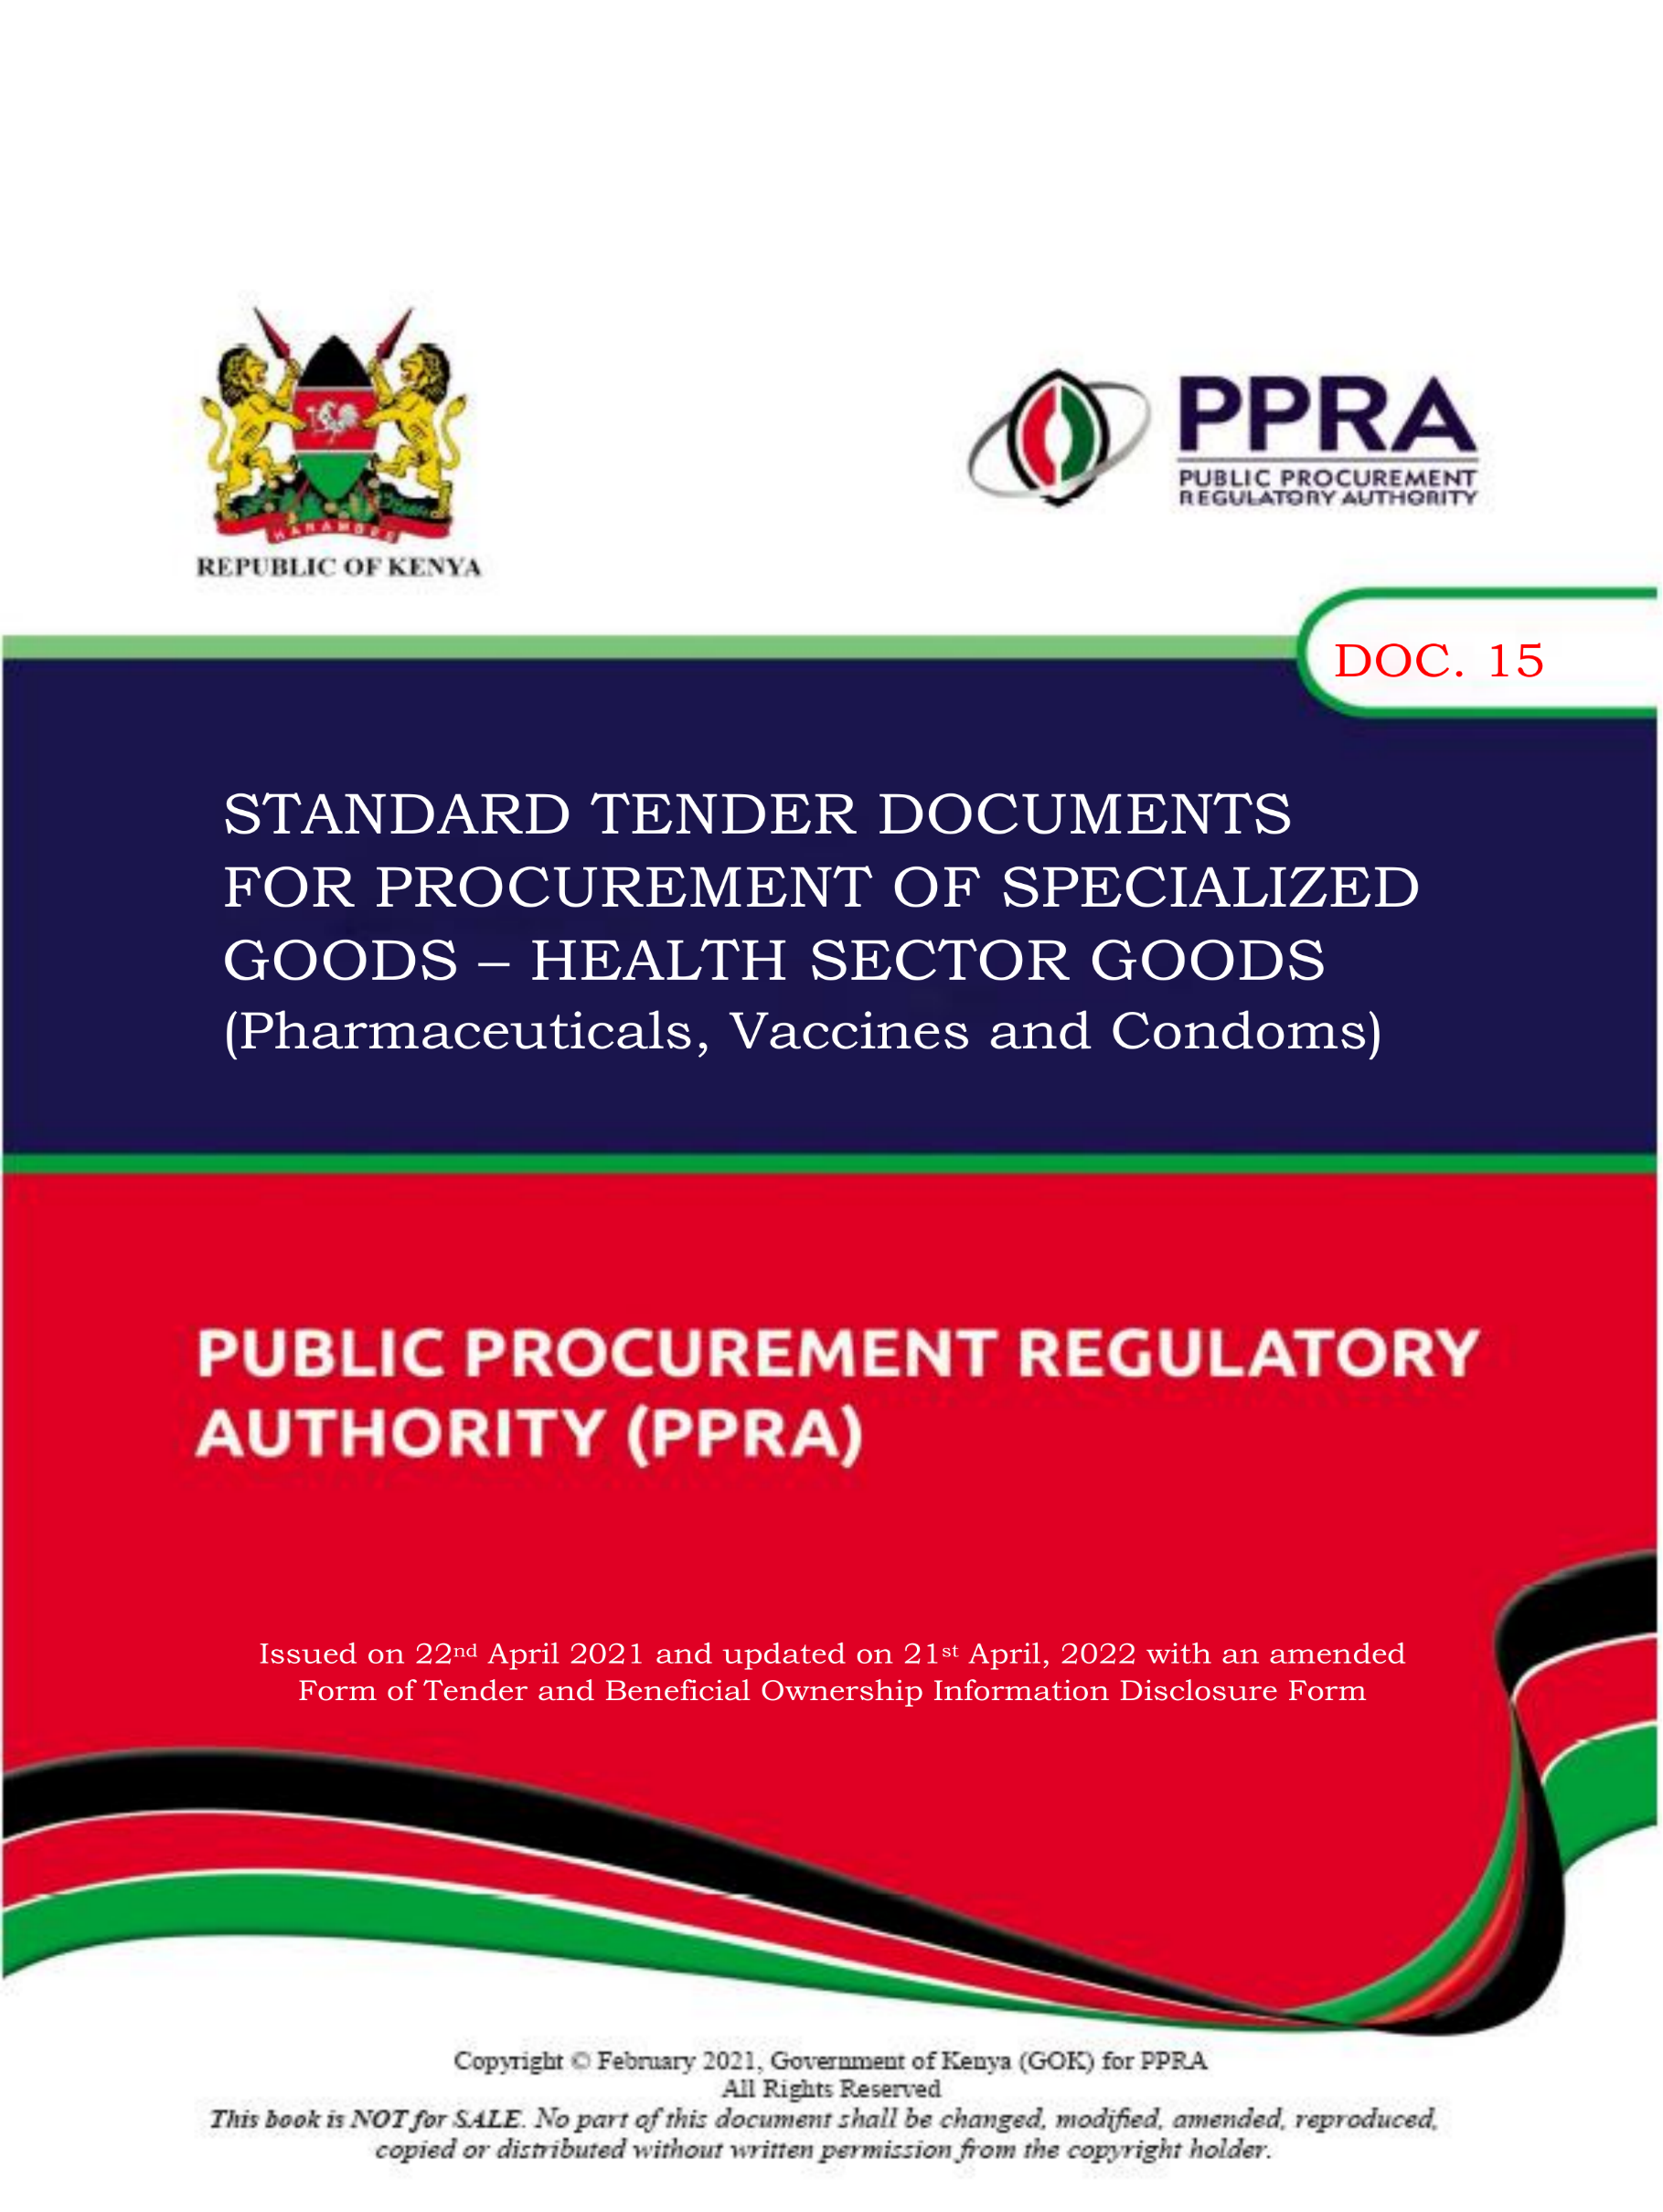 HARAMBEE
REPUBLIC OF KENYA
PPRA
PUBLIC PROCUREMENT
REGULATORY AUTHORITY
DOC. 15
STANDARD TENDER DOCUMENTS
FOR PROCUREMENT OF SPECIALIZED
GOODS – HEALTH SECTOR GOODS
(Pharmaceuticals, Vaccines and Condoms)
PUBLIC PROCUREMENT REGULATORY
AUTHORITY (PPRA)
Issued on 22nd April 2021 and updated on 21st April, 2022 with an amended
Form of Tender and Beneficial Ownership Information Disclosure Form
Copyright © February 2021, Government of Kenya (GOK) for PPRA
All Rights Reserved
This book is NOT for SALE. No part of this document shall be changed, modified, amended, reproduced,
copied or distributed without written permission from the copyright holder.